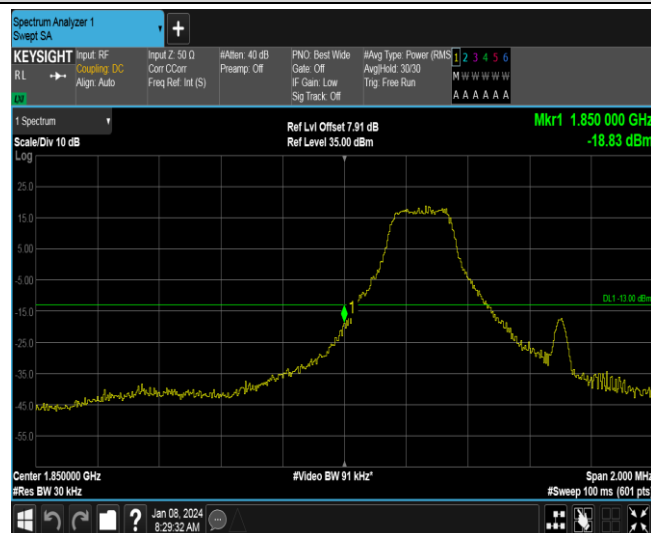 Spectrum Analyzer 1
Swept SA
+
KEYSIGHT
RL
Input: RF
Coupling: DC
Align: Auto
Input Z: 50 Ω
Corr CCorr
Freq Ref: Int (S)
#Atten: 40 dB
Preamp: Off
PNO: Best Wide
Gate: Off
IF Gain: Low
Sig Track: Off
#Avg Type: Power (RMS
Avg|Hold: 30/30
Trig: Free Run
1 2 3 4 5 6
M W W W W W
A A A A A A
1 Spectrum
Scale/Div 10 dB
Log
Ref Lvl Offset 7.91 dB
Ref Level 35.00 dBm
Mkr1 1.850 000 GHz
-18.83 dBm
25.0
15.0
5.00
-5.00
-15.0
-25.0
-35.0
-45.0
-55.0
DL1 -13.00 dBm
1
Center 1.85000 GHz
#Res BW 30 kHz
#Video BW 91 kHz*
Span 2.000 MHz
#Sweep 100 ms (601 pts)
?
Jan 08, 2024
8:29:32 AM